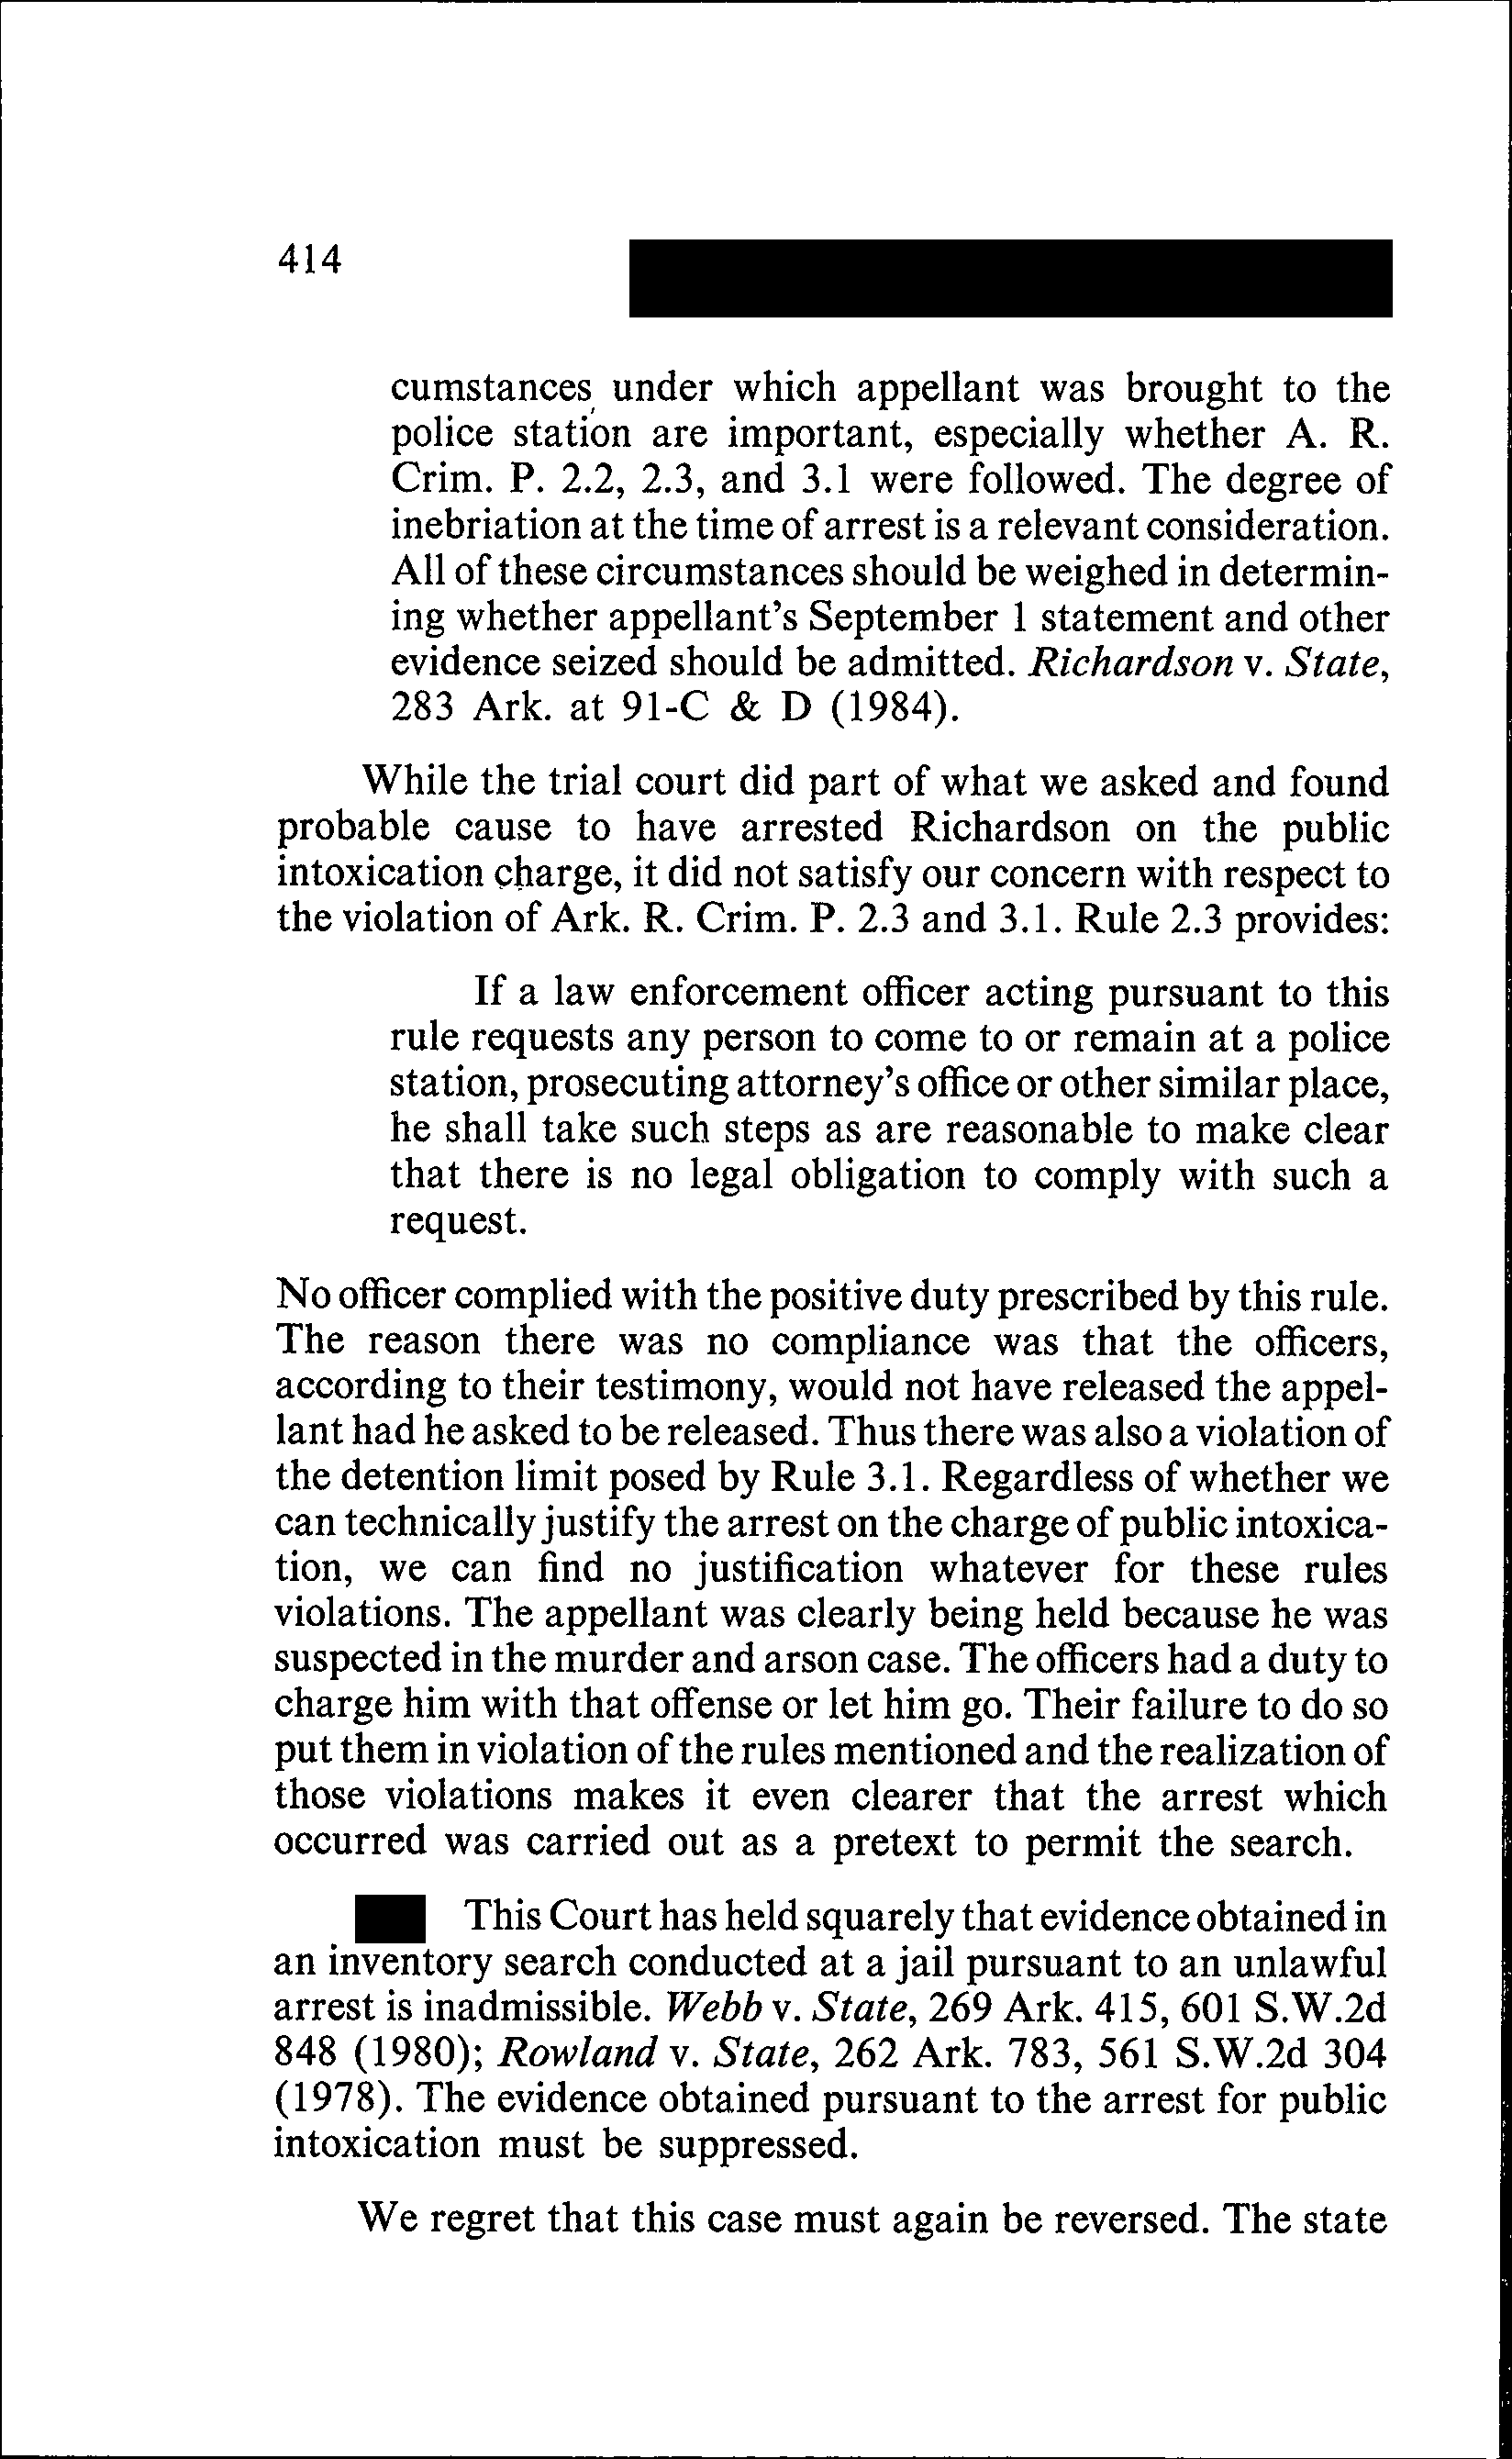 414
cumstances under which appellant was brought to the
police station are important, especially whether A. R.
Crim. P. 2.2, 2.3, and 3.1 were followed. The degree of
inebriation at the time of arrest is a relevant consideration.
All of these circumstances should be weighed in determin-
ing whether appellant's September 1 statement and other
evidence seized should be admitted. Richardson v. State,
283 Ark. at 91-C & D (1984).
While the trial court did part of what we asked and found
probable cause to have arrested Richardson on the public
intoxication charge, it did not satisfy our concern with respect to
the violation of Ark. R. Crim. P. 2.3 and 3.1. Rule 2.3 provides:
If a law enforcement officer acting pursuant to this
rule requests any person to come to or remain at a police
station, prosecuting attorney's office or other similar place,
he shall take such steps as are reasonable to make clear
that there is no legal obligation to comply with such a
request.
No officer complied with the positive duty prescribed by this rule.
The reason there was no compliance was that the officers,
according to their testimony, would not have released the appel-
lant had he asked to be released. Thus there was also a violation of
the detention limit posed by Rule 3.1. Regardless of whether we
can technically justify the arrest on the charge of public intoxica-
tion, we can find no justification whatever for these rules
violations. The appellant was clearly being held because he was
suspected in the murder and arson case. The officers had a duty to
charge him with that offense or let him go. Their failure to do so
put them in violation of the rules mentioned and the realization of
those violations makes it even clearer that the arrest which
occurred was carried out as a pretext to permit the search.
This Court has held squarely that evidence obtained in
an inventory search conducted at a jail pursuant to an unlawful
arrest is inadmissible. Webb v. State, 269 Ark. 415, 601 S.W.2d
848 (1980); Rowland v. State, 262 Ark. 783, 561 S.W.2d 304
(1978). The evidence obtained pursuant to the arrest for public
intoxication must be suppressed.
We regret that this case must again be reversed. The state